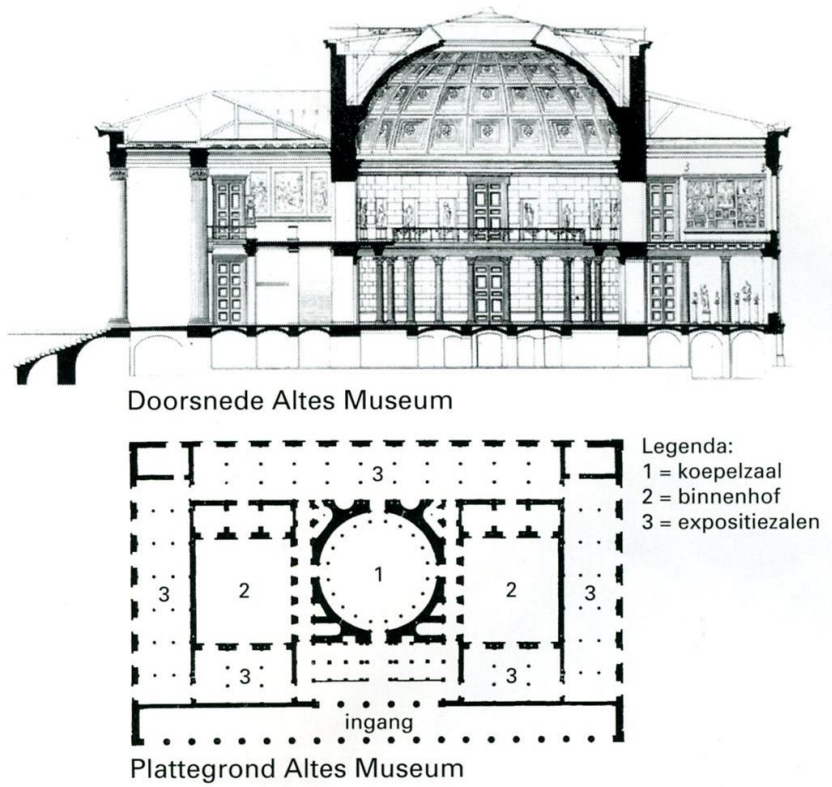 Doorsnede Altes Museum
Legenda:
1 = koepelzaal
2 = binnenhof
3 = expositiezalen
3
1
2
2
3
3
3
3
ingang
Plattegrond Altes Museum